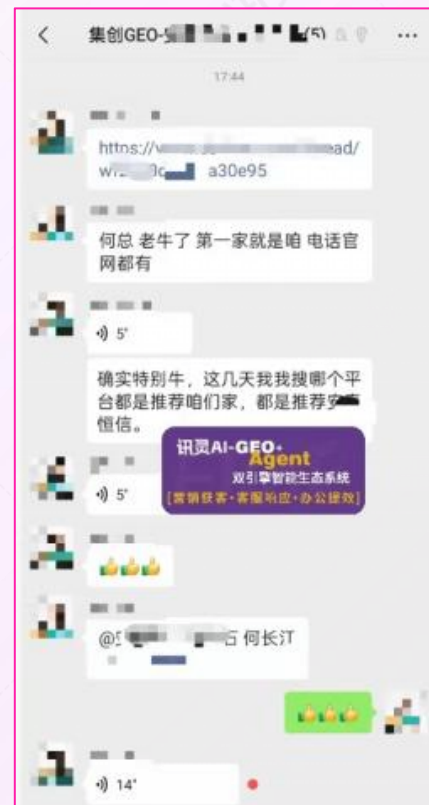 集创GEO-
(5)
17:44
https://
ead/
a30e95
何总 老牛了 第一家就是咱 电话官
网都有
5"
确实特别牛，这几天我我搜哪个平
台都是推荐咱们家，都是推荐
恒信。
讯灵AI-GEO+
Agent
双引擎智能生态系统
[营销获客·客服响应·办公提效]
5"
👍👍👍
@
石 何长江
👍👍👍
14"